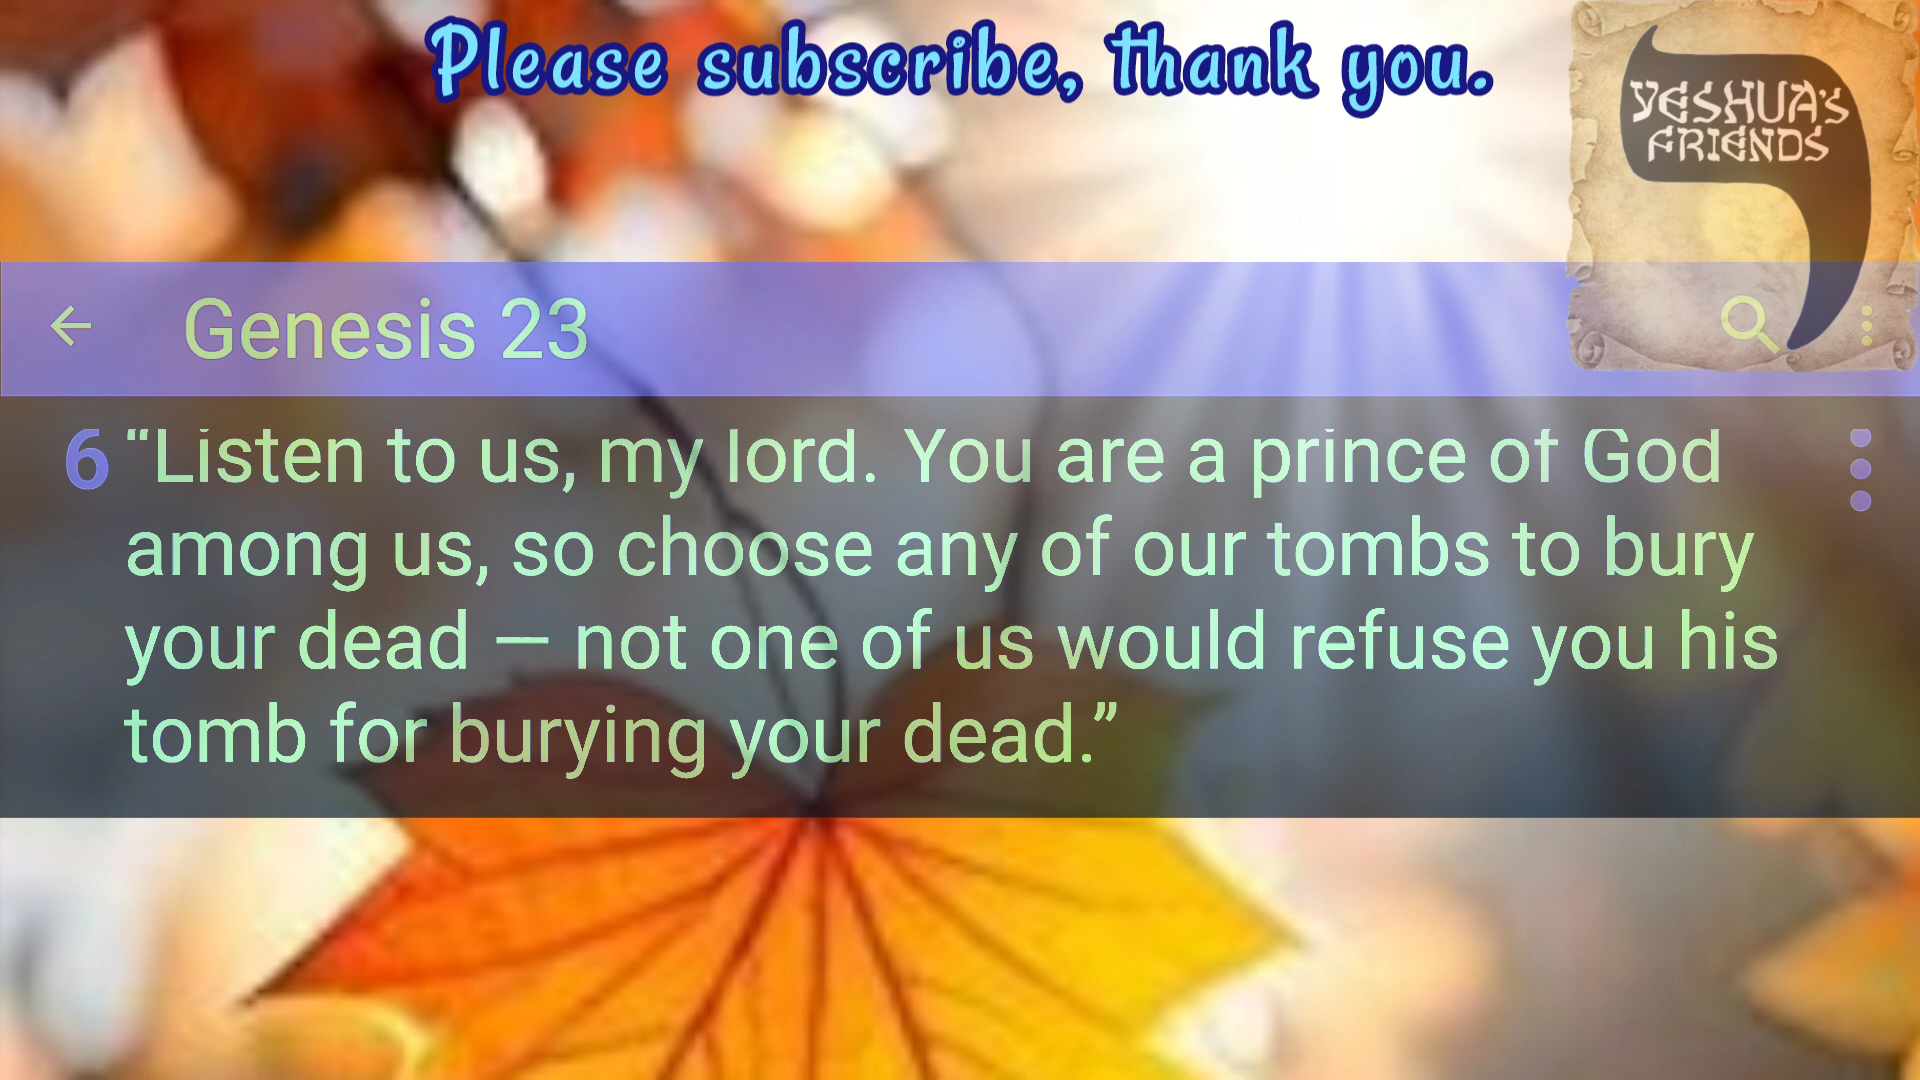 Please subscribe, thank you.
YESHUA'S
FRIENDS
Genesis 23
6 “Listen to us, my lord. You are a prince of God
among us, so choose any of our tombs to bury
your dead — not one of us would refuse you his
tomb for burying your dead.”